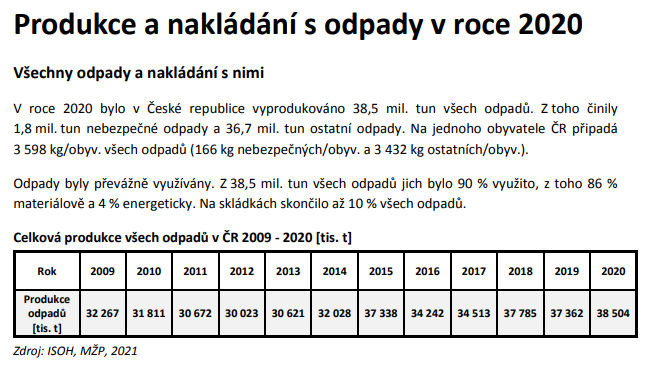 Produkce a nakládání s odpady v roce 2020
Všechny odpady a nakládání s nimi
V roce 2020 bylo v České republice vyprodukováno 38,5 mil. tun všech odpadů. Z toho činily
1,8 mil. tun nebezpečné odpady a 36,7 mil. tun ostatní odpady. Na jednoho obyvatele ČR připadá
3 598 kg/obyv. všech odpadů (166 kg nebezpečných/obyv. a 3 432 kg ostatních/obyv.).
Odpady byly převážně využívány. Z 38,5 mil. tun všech odpadů jich bylo 90 % využito, z toho 86 %
materiálově a 4 % energeticky. Na skládkách skončilo až 10 % všech odpadů.
Celková produkce všech odpadů v ČR 2009 - 2020 [tis. t]
Rok 2009 2010 2011 2012 2013 2014 2015 2016 2017 2018 2019 2020
Produkce
odpadů 32 267 31 811 30 672 30 023 30 621 32 028 37 338 34 242 34 513 37 785 37 362 38 504
[tis. t]
Zdroj: ISOH, MŽP, 2021